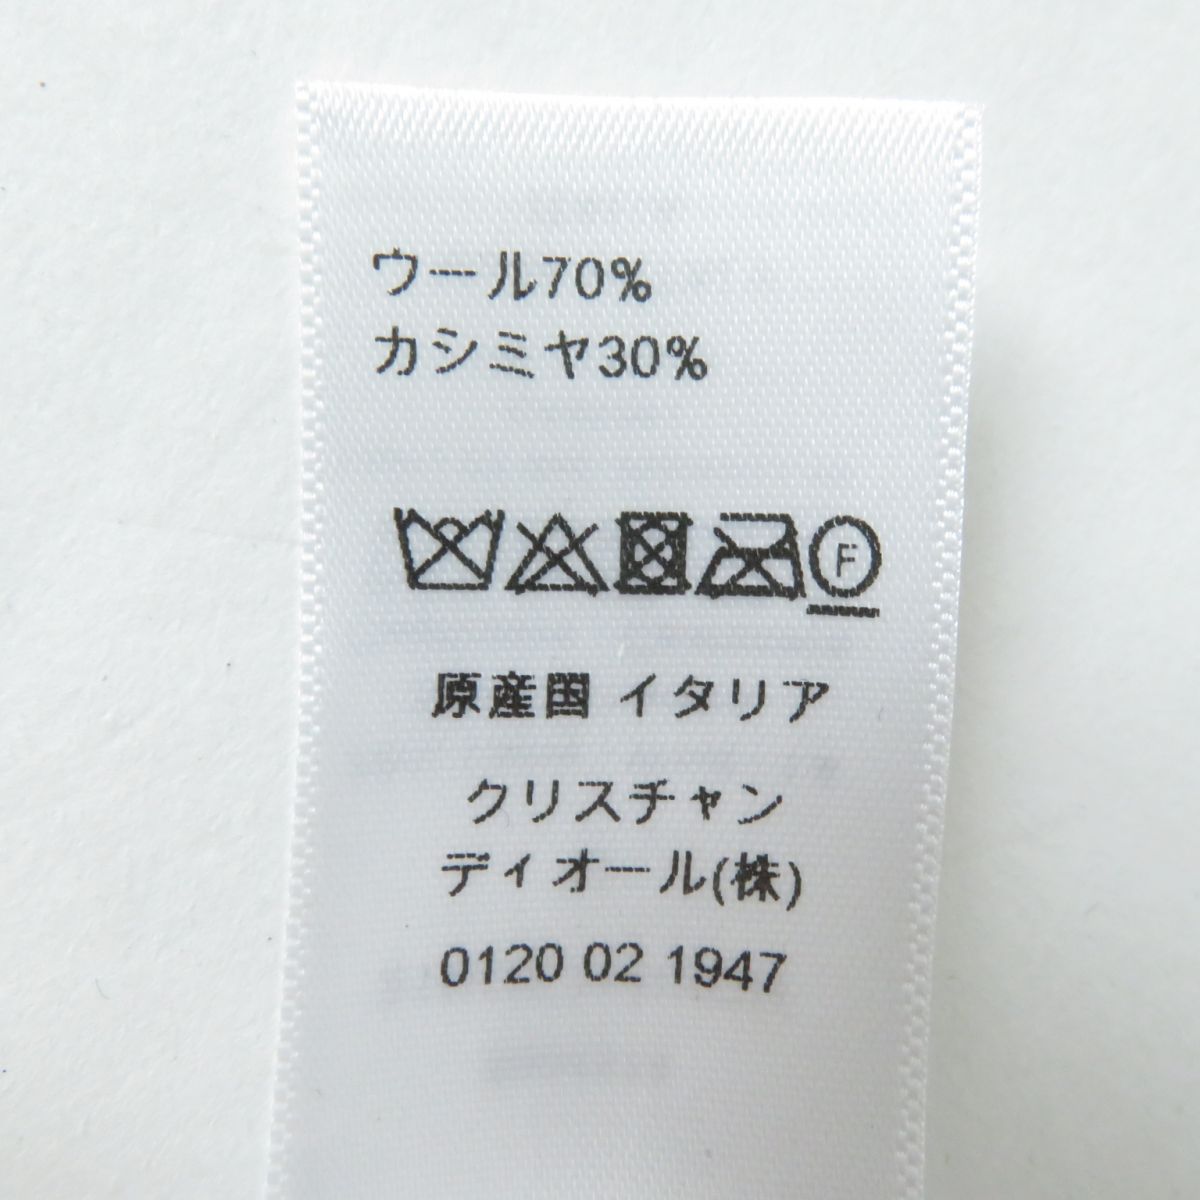 ウール70%
カシミヤ30%
F
原産国 イタリア
クリスチャン
ディオール(株)
0120 02 1947